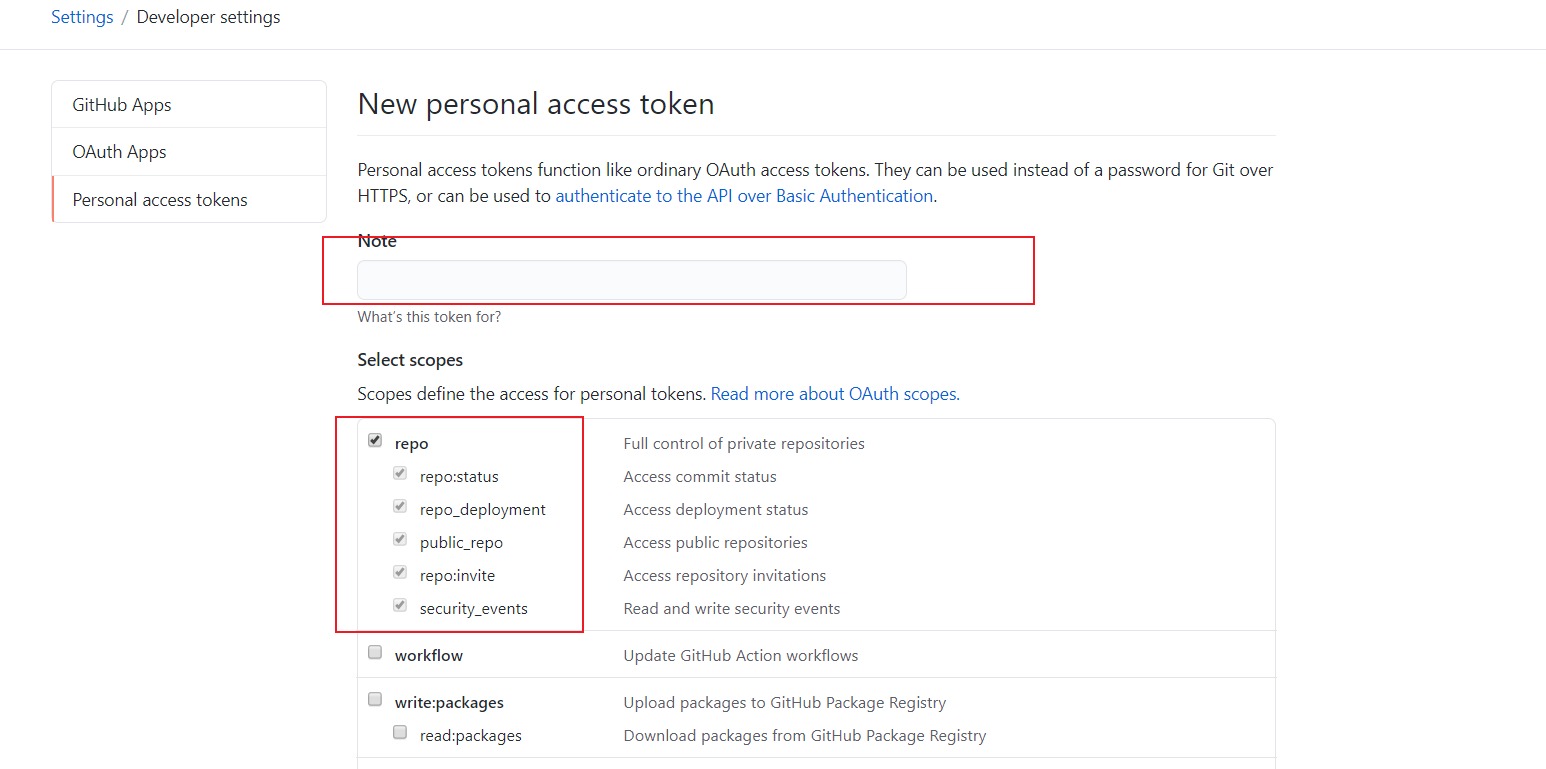 Settings / Developer settings
GitHub Apps
OAuth Apps
Personal access tokens
New personal access token
Personal access tokens function like ordinary OAuth access tokens. They can be used instead of a password for Git over
HTTPS, or can be used to authenticate to the API over Basic Authentication.
Note
What's this token for?
Select scopes
Scopes define the access for personal tokens. Read more about OAuth scopes.
repo Full control of private repositories
repo:status Access commit status
repo_deployment Access deployment status
public_repo Access public repositories
repo:invite Access repository invitations
security_events Read and write security events
workflow Update GitHub Action workflows
write:packages Upload packages to GitHub Package Registry
read:packages Download packages from GitHub Package Registry